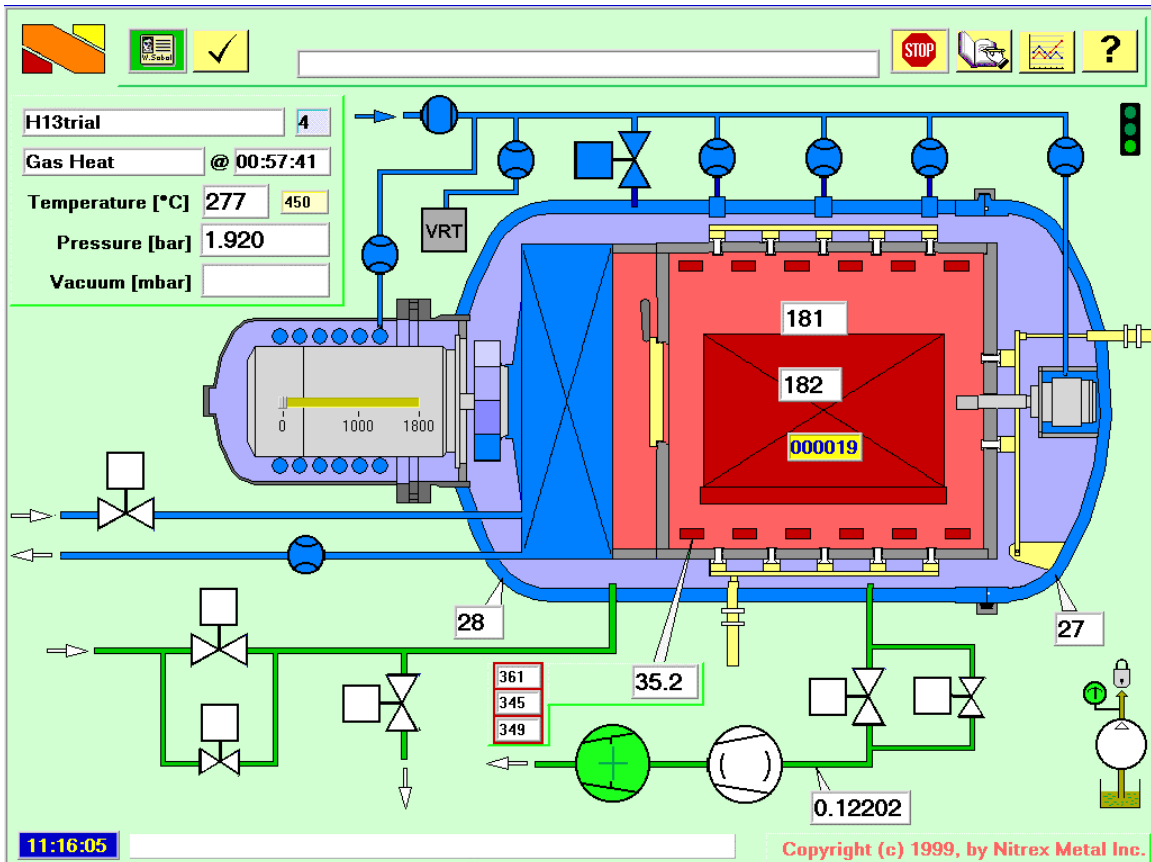 W.Sobol
STOP
?
H13trial 4
Gas Heat @ 00:57:41
Temperature [°C] 277 450
Pressure [bar] 1.920
Vacuum [mbar]
VRT
181
182
000019
0 1000 1800
28
27
361
345
349
35.2
0.12202
11:16:05
Copyright (c) 1999, by Nitrex Metal Inc.